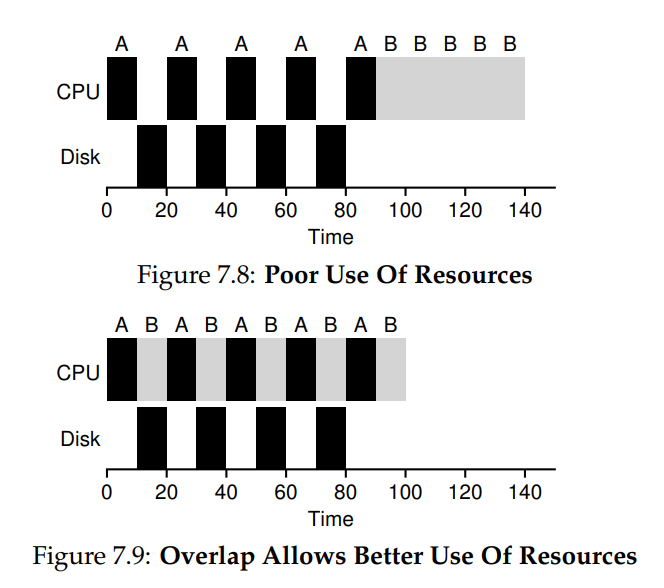 A A A A A B B B B B
CPU
Disk
0 20 40 60 80 100 120 140
Time
Figure 7.8: Poor Use Of Resources
A B A B A B A B A B
CPU
Disk
0 20 40 60 80 100 120 140
Time
Figure 7.9: Overlap Allows Better Use Of Resources